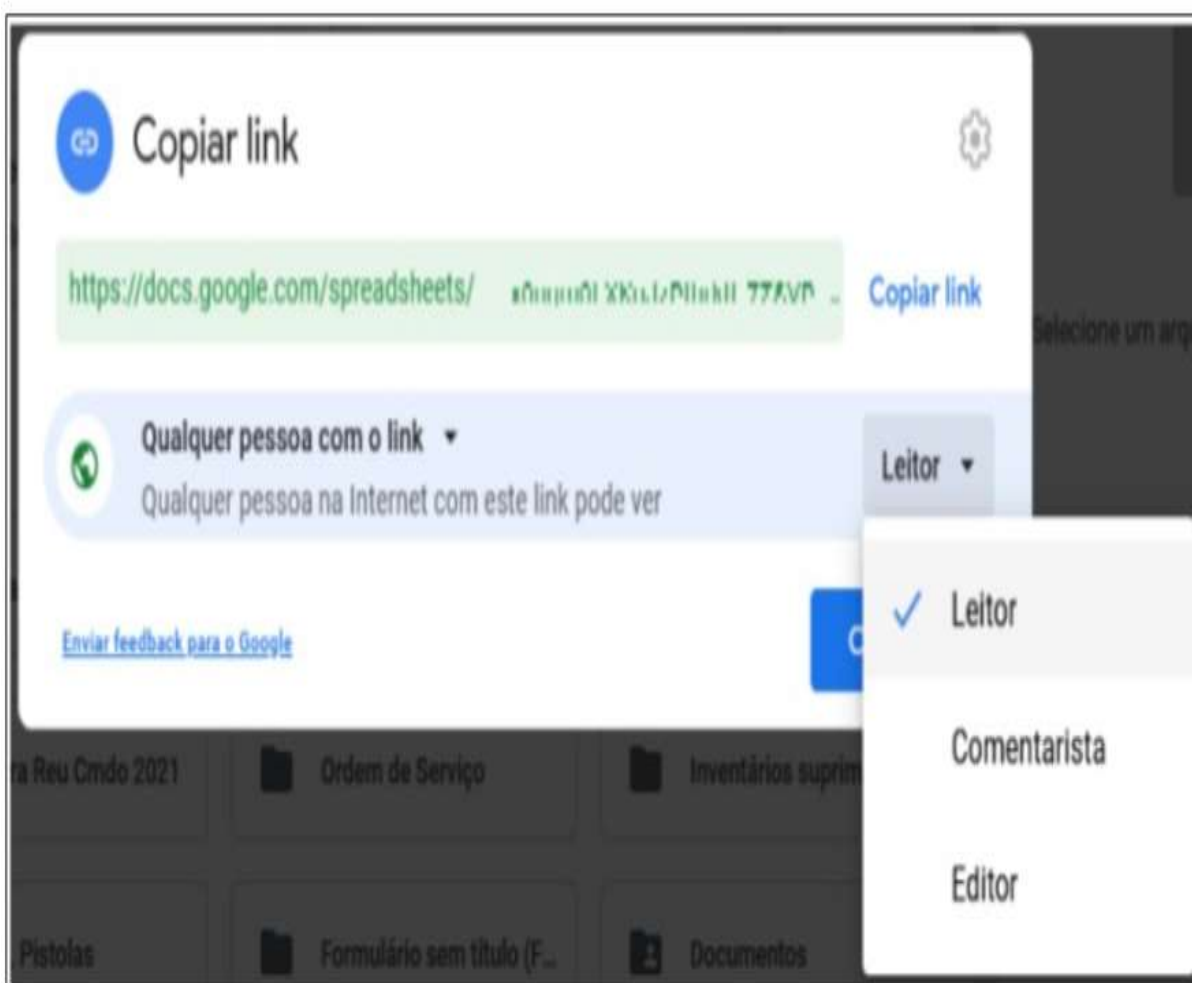 Copiar link
https://docs.google.com/spreadsheets/
Copiar link
Selecione um arq
Qualquer pessoa com o link
Leitor
Qualquer pessoa na Internet com este link pode ver
Leitor
Enviar feedback para o Google
C
Comentarista
ra Reu Cmdo 2021
Ordem de Serviço
Inventários suprim
Editor
Pistolas
Formulário sem título (F...
Documentos